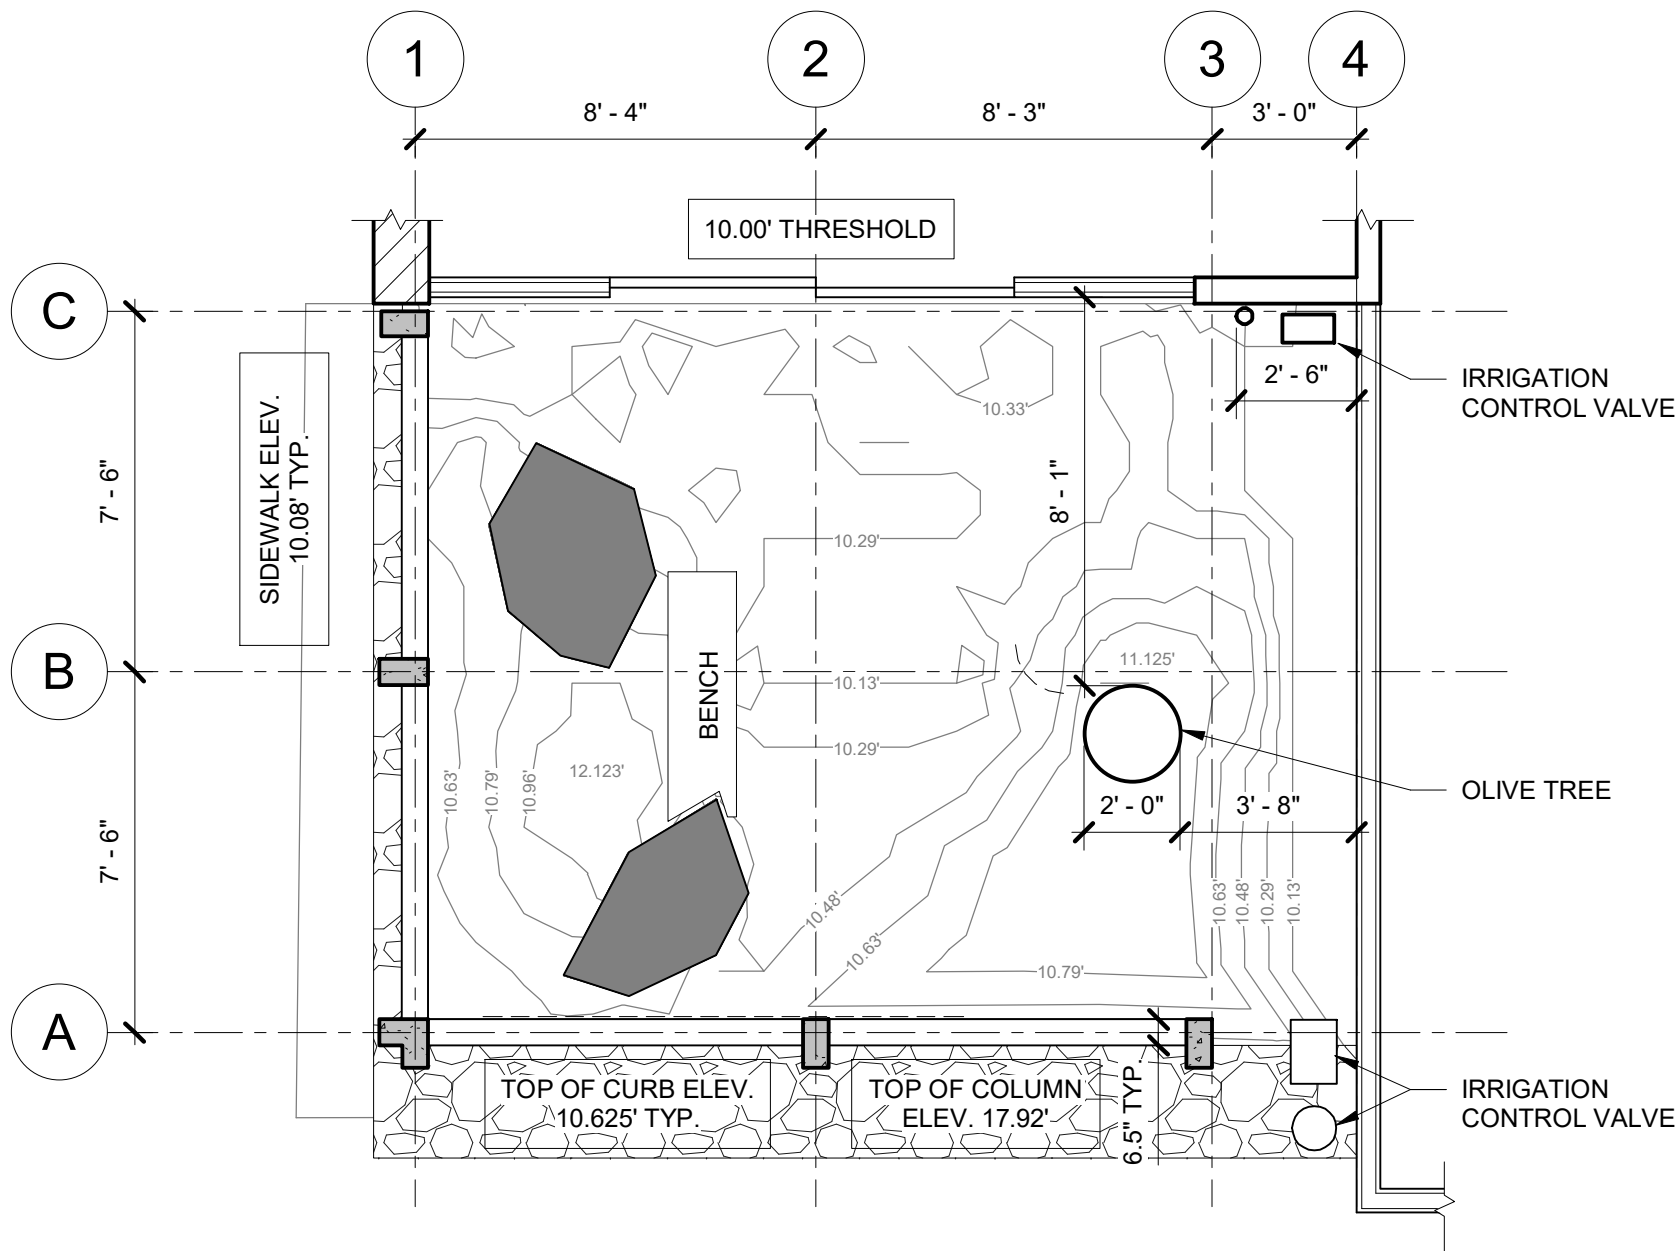 1
2
3
4
8' - 4"
8' - 3"
3' - 0"
10.00' THRESHOLD
C
B
A
7' - 6"
7' - 6"
SIDEWALK ELEV.
10.08' TYP.
10.33'
2' - 6"
IRRIGATION
CONTROL VALVE
8' - 1"
10.29'
11.125'
10.13'
BENCH
10.29'
12.123'
10.63'
10.79'
10.96'
OLIVE TREE
2' - 0"
3' - 8"
10.48'
10.63'
10.79'
10.63'
10.48'
10.29'
10.13'
TOP OF CURB ELEV.
10.625' TYP.
TOP OF COLUMN
ELEV. 17.92'
6.5" TYP.
IRRIGATION
CONTROL VALVE